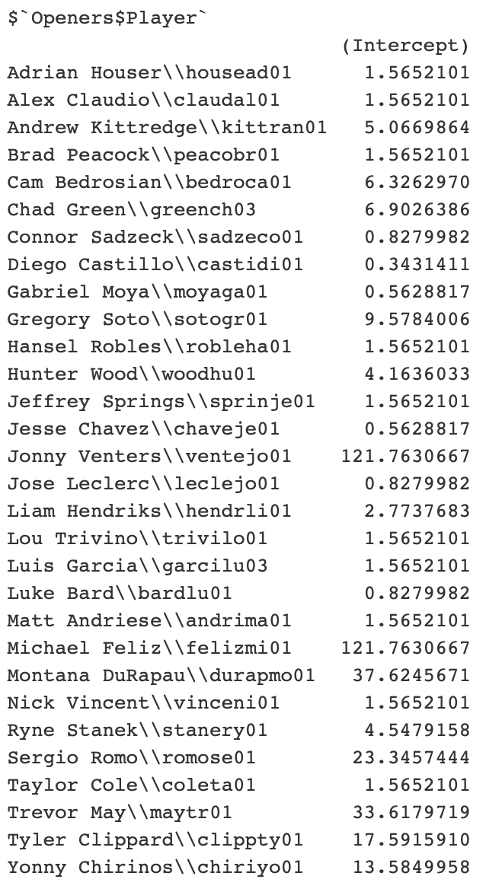 $`Openers$Player`
(Intercept)
Adrian Houser\\housead01 1.5652101
Alex Claudio\\claudal01 1.5652101
Andrew Kittredge\\kittran01 5.0669864
Brad Peacock\\peacobr01 1.5652101
Cam Bedrosian\\bedroca01 6.3262970
Chad Green\\greench03 6.9026386
Connor Sadzeck\\sadzeco01 0.8279982
Diego Castillo\\castidi01 0.3431411
Gabriel Moya\\moyaga01 0.5628817
Gregory Soto\\sotogr01 9.5784006
Hansel Robles\\robleha01 1.5652101
Hunter Wood\\woodhu01 4.1636033
Jeffrey Springs\\sprinje01 1.5652101
Jesse Chavez\\chaveje01 0.5628817
Jonny Venters\\ventejo01 121.7630667
Jose Leclerc\\leclejo01 0.8279982
Liam Hendriks\\hendrli01 2.7737683
Lou Trivino\\trivilo01 1.5652101
Luis Garcia\\garcilu03 1.5652101
Luke Bard\\bardlu01 0.8279982
Matt Andriese\\andrima01 1.5652101
Michael Feliz\\felizmi01 121.7630667
Montana DuRapau\\durapmo01 37.6245671
Nick Vincent\\vinceni01 1.5652101
Ryne Stanek\\stanery01 4.5479158
Sergio Romo\\romose01 23.3457444
Taylor Cole\\coleta01 1.5652101
Trevor May\\maytr01 33.6179719
Tyler Clippard\\clippty01 17.5915910
Yonny Chirinos\\chiriyo01 13.5849958